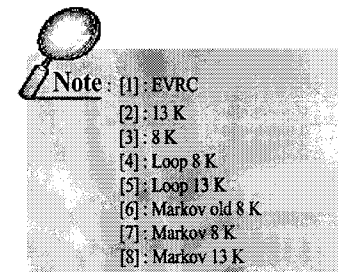 Note : [1] : EVRC
[2] : 13 K
[3] : 8 K
[4] : Loop 8 K
[5] : Loop 13 K
[6] : Markov old 8 K
[7] : Markov 8 K
[8] : Markov 13 K